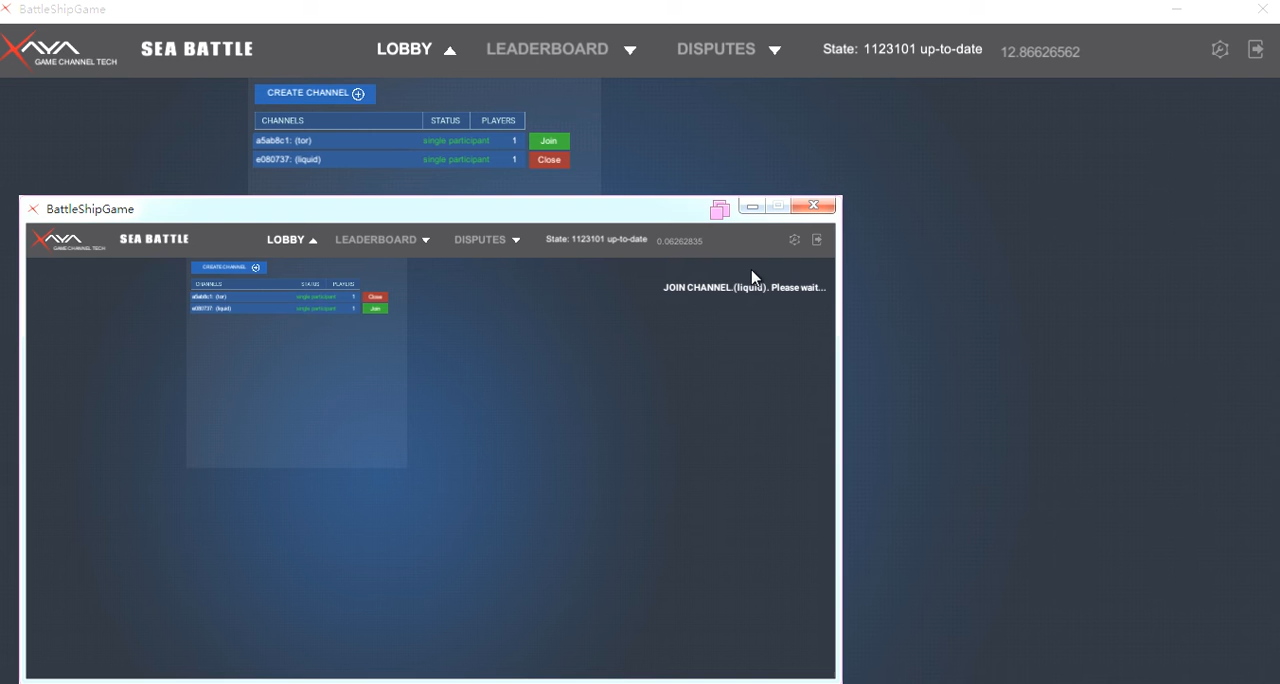 BattleShipGame
XAYA GAME CHANNEL TECH SEA BATTLE LOBBY LEADERBOARD DISPUTES State: 1123101 up-to-date 12.86626562
CREATE CHANNEL
CHANNELS STATUS PLAYERS
a5ab8c1: (tor) single participant 1 Join
e080737: (liquid) single participant 1 Close
BattleShipGame
XAYA GAME CHANNEL TECH SEA BATTLE LOBBY LEADERBOARD DISPUTES State: 1123101 up-to-date 0.06262835
CREATE CHANNEL
JOIN CHANNEL.(liquid). Please wait...
CHANNELS STATUS PLAYERS
a5ab8c1: (tor) single participant 1 Close
e080737: (liquid) single participant 1 Join